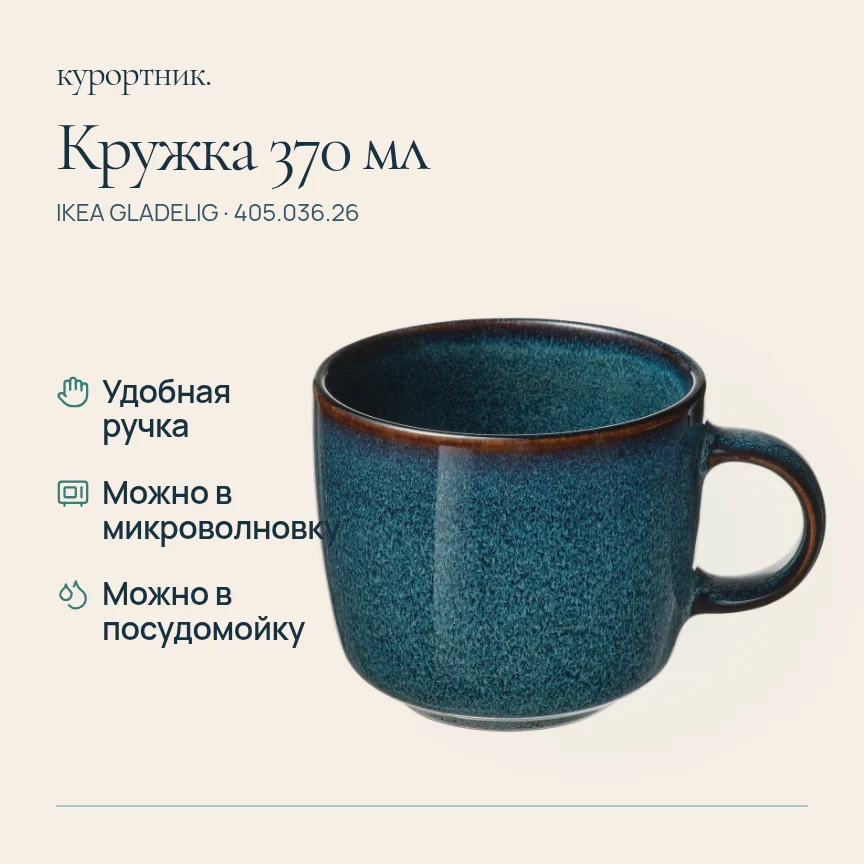 курортник.
Кружка 370 мл
IKEA GLADELIG · 405.036.26
Удобная
ручка
Можно в
микроволновку
Можно в
посудомойку